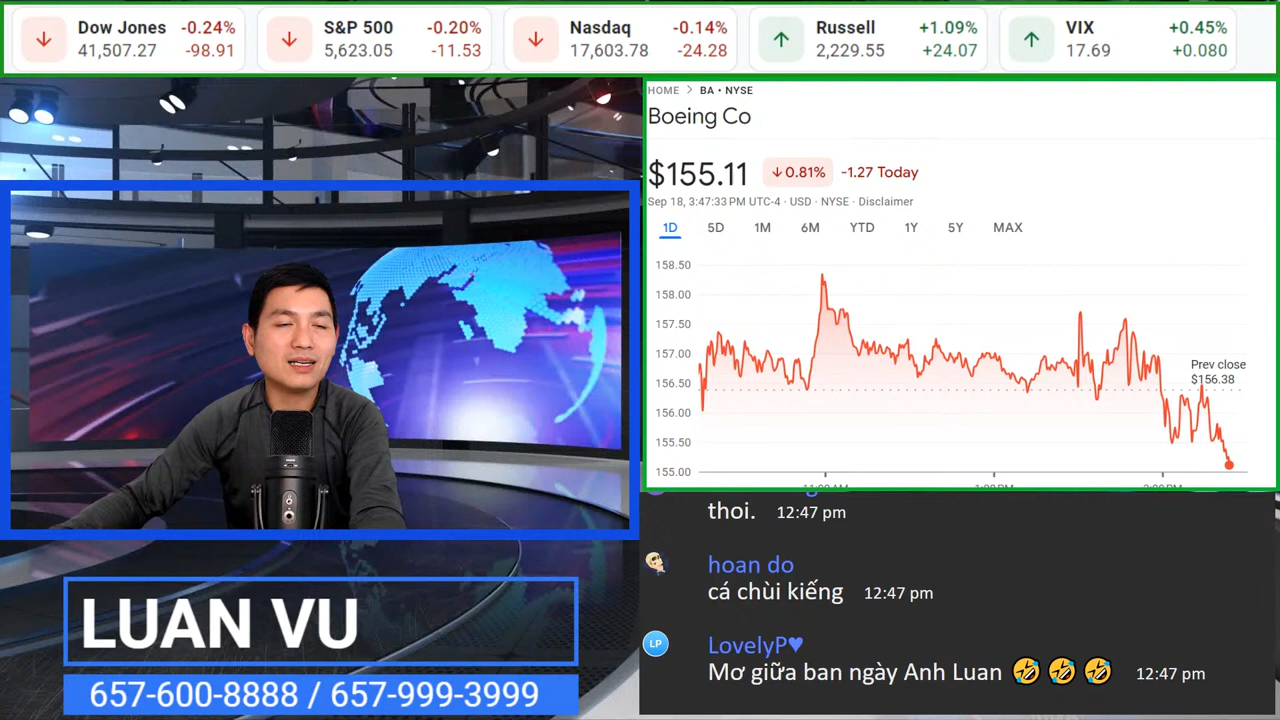 Dow Jones -0.24%
41,507.27 -98.91
S&P 500 -0.20%
5,623.05 -11.53
Nasdaq -0.14%
17,603.78 -24.28
Russell +1.09%
2,229.55 +24.07
VIX +0.45%
17.69 +0.080
HOME > BA • NYSE
Boeing Co
$155.11 ↓0.81% -1.27 Today
Sep 18, 3:47:33 PM UTC-4 · USD · NYSE · Disclaimer
1D 5D 1M 6M YTD 1Y 5Y MAX
158.50
158.00
157.50
157.00
156.50
156.00
155.50
155.00
Prev close
$156.38
thoi. 12:47 pm
hoan do
cá chùi kiếng 12:47 pm
LP
LovelyP♥
Mơ giữa ban ngày Anh Luan 🤣 🤣 🤣 12:47 pm
LUAN VU
657-600-8888 / 657-999-3999